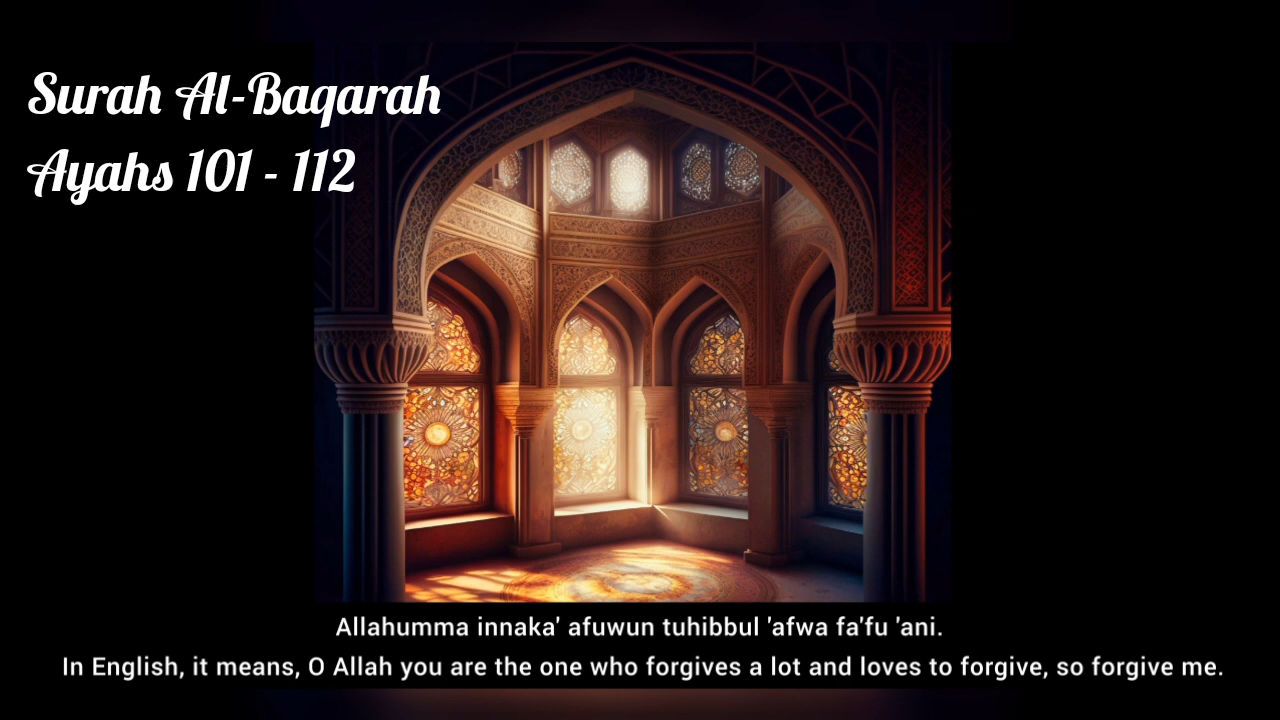 Surah Al-Baqarah
Ayahs 101 - 112
Allahumma innaka' afuwun tuhibbul 'afwa fa'fu 'ani.
In English, it means, O Allah you are the one who forgives a lot and loves to forgive, so forgive me.